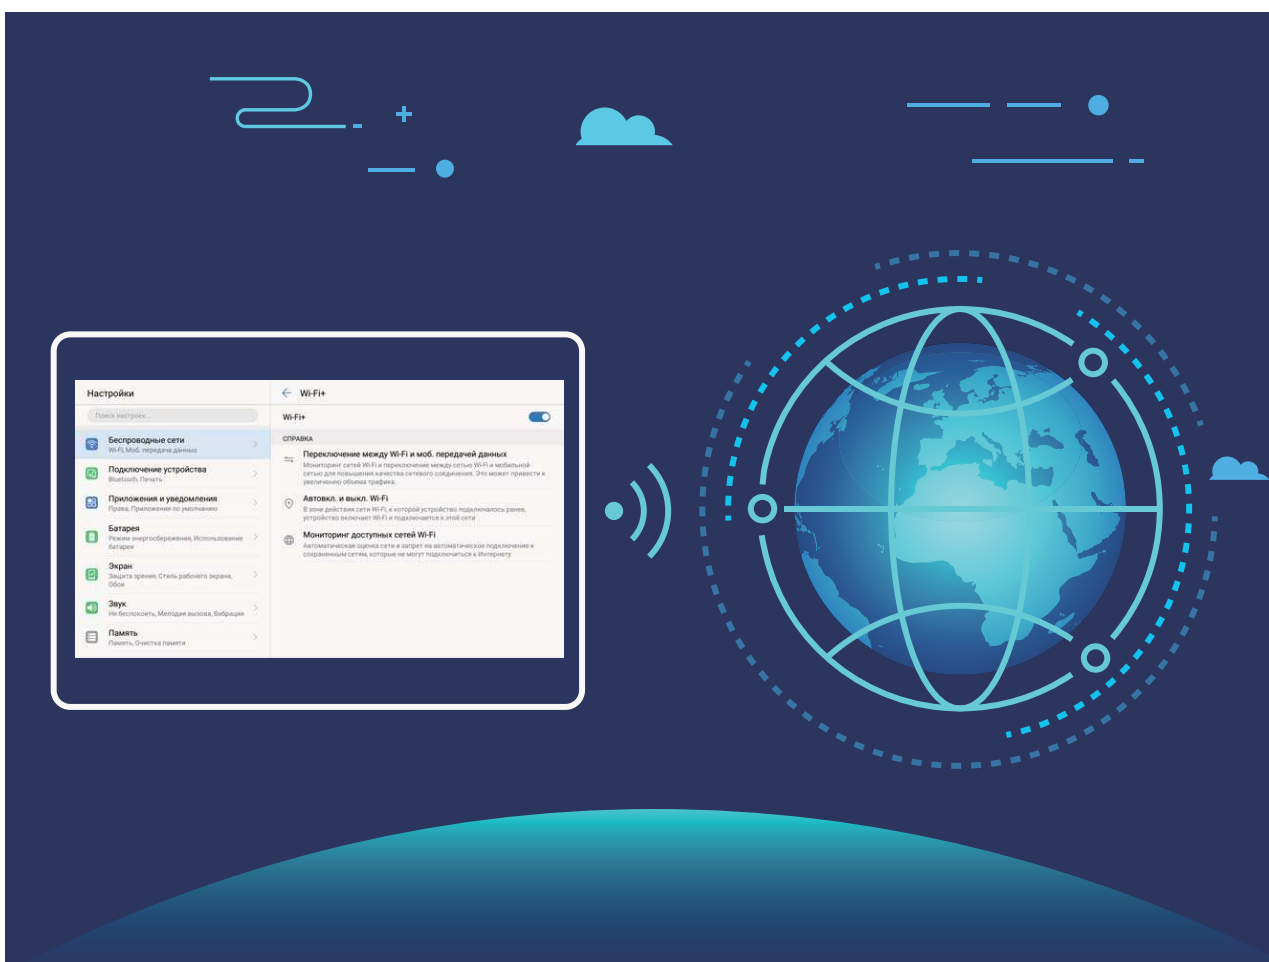 Настройки
Поиск настроек...
Беспроводные сети
Wi-Fi, Моб. передача данных
Подключение устройства
Bluetooth, Печать
Приложения и уведомления
Права, Приложения по умолчанию
Батарея
Режим энергосбережения, Использование
батареи
Экран
Защита зрения, Стиль рабочего экрана,
Обои
Звук
Не беспокоить, Мелодия вызова, Вибрация
Память
Память, Очистка памяти
Wi-Fi+
Wi-Fi+
СПРАВКА
Переключение между Wi-Fi и моб. передачей данных
Мониторинг сетей Wi-Fi и переключение между сетью Wi-Fi и мобильной
сетью для повышения качества сетевого соединения. Это может привести к
увеличению объема трафика.
Автовкл. и выкл. Wi-Fi
В зоне действия сети Wi-Fi, к которой устройство подключалось ранее,
устройство включает Wi-Fi и подключается к этой сети
Мониторинг доступных сетей Wi-Fi
Автоматическая оценка сети и запрет на автоматическое подключение к
сохраненным сетям, которые не могут подключиться к Интернету